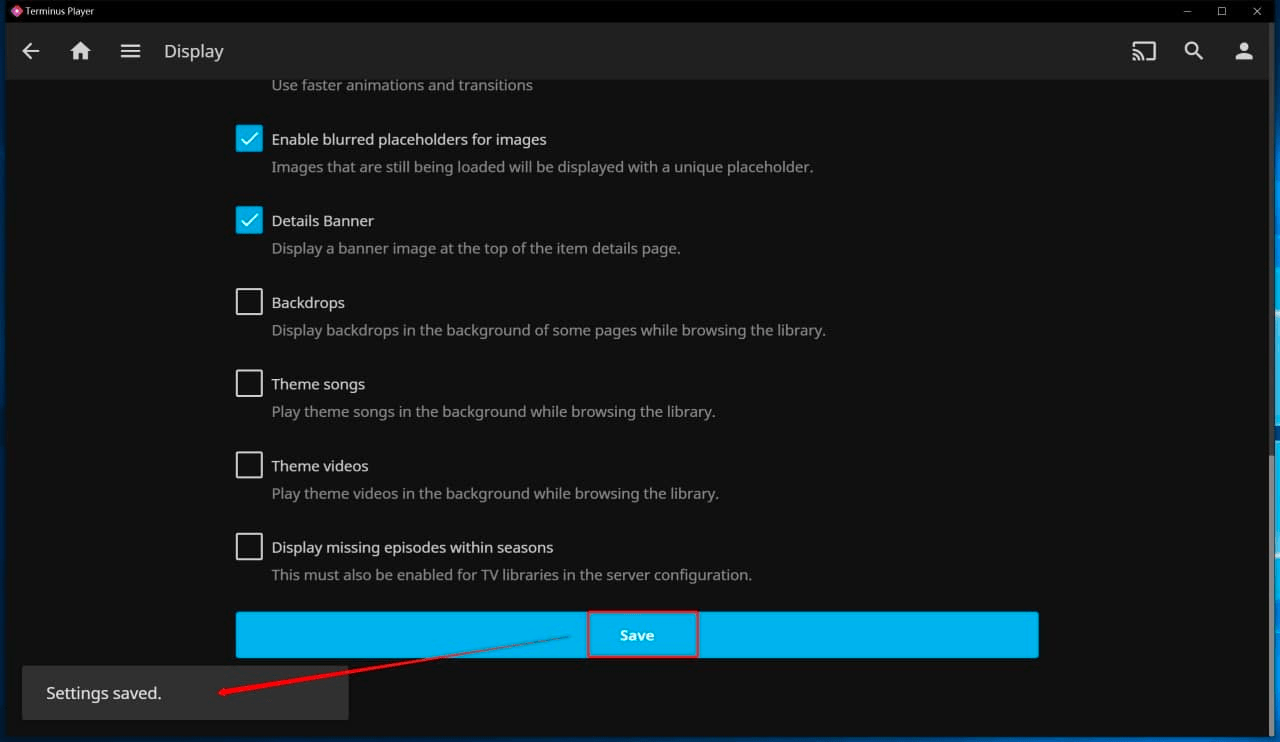 Terminus Player
Display
Use faster animations and transitions
Enable blurred placeholders for images
Images that are still being loaded will be displayed with a unique placeholder.
Details Banner
Display a banner image at the top of the item details page.
Backdrops
Display backdrops in the background of some pages while browsing the library.
Theme songs
Play theme songs in the background while browsing the library.
Theme videos
Play theme videos in the background while browsing the library.
Display missing episodes within seasons
This must also be enabled for TV libraries in the server configuration.
Save
Settings saved.